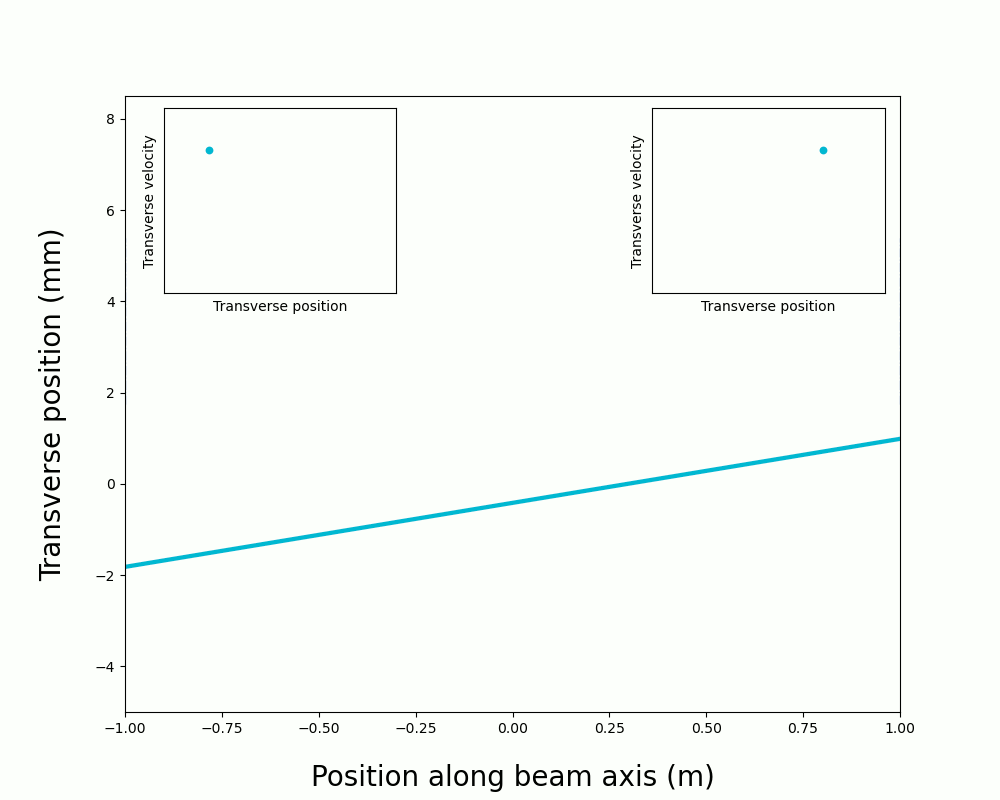 8
6
4
2
0
−2
−4
Transverse position (mm)
Transverse velocity
Transverse position
Transverse velocity
Transverse position
−1.00 −0.75 −0.50 −0.25 0.00 0.25 0.50 0.75 1.00
Position along beam axis (m)